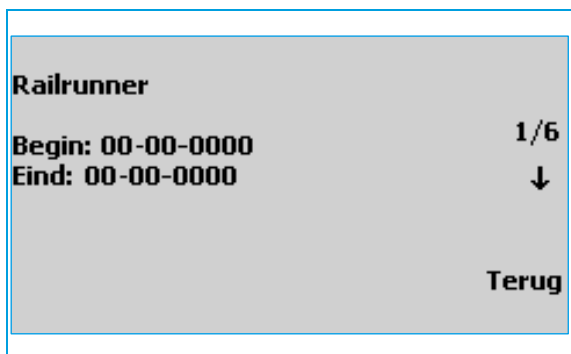 Railrunner
1/6
Begin: 00-00-0000
Eind: 00-00-0000
↓
Terug